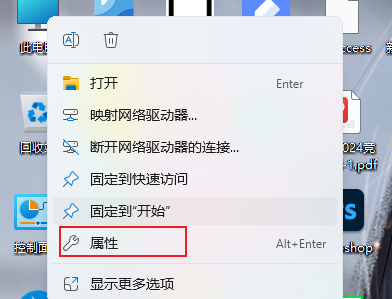 此电脑
ccess
打开 Enter
映射网络驱动器...
断开网络驱动器的连接...
回收
024竞
-1.pdf
固定到快速访问
固定到"开始"
属性 Alt+Enter
控制面
shop
显示更多选项